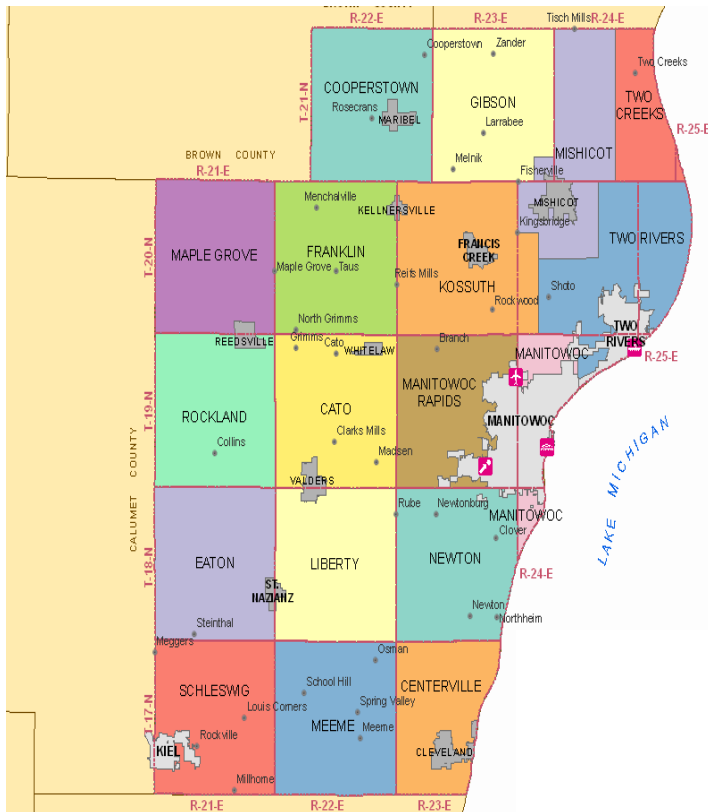 R-22-E
R-23-E
Tisch Mills
R-24-E
Cooperstown
Zander
Two Creeks
T-21-N
COOPERSTOWN
GIBSON
TWO
CREEKS
Rosecrans
MARIBEL
Larrabee
R-25-E
BROWN COUNTY
MISHICOT
R-21-E
Melnik
Fisherville
Menchalville
KELLNERSVILLE
MISHICOT
Kingsbridge
T-20-N
MAPLE GROVE
FRANKLIN
FRANCIS
CREEK
TWO RIVERS
Maple Grove
Taus
Reifs Mills
KOSSUTH
Shoto
Rockwood
North Grimms
TWO
RIVERS
REEDSVILLE
Grimms
Cato
WHITELAW
Branch
MANITOWOC
R-25-E
T-19-N
MANITOWOC
RAPIDS
ROCKLAND
CATO
MANITOWOC
Collins
Clarks Mills
Madsen
CALUMET COUNTY
LAKE MICHIGAN
VALDERS
Rube
Newtonburg
MANITOWOC
Clover
T-18-N
EATON
LIBERTY
NEWTON
R-24-E
ST.
NAZIANZ
Steinthal
Newton
Northheim
Meggers
Osman
SCHLESWIG
School Hill
CENTERVILLE
T-17-N
Louis Corners
Spring Valley
MEEME
Meeme
KIEL
Rockville
CLEVELAND
Millhome
R-21-E
R-22-E
R-23-E